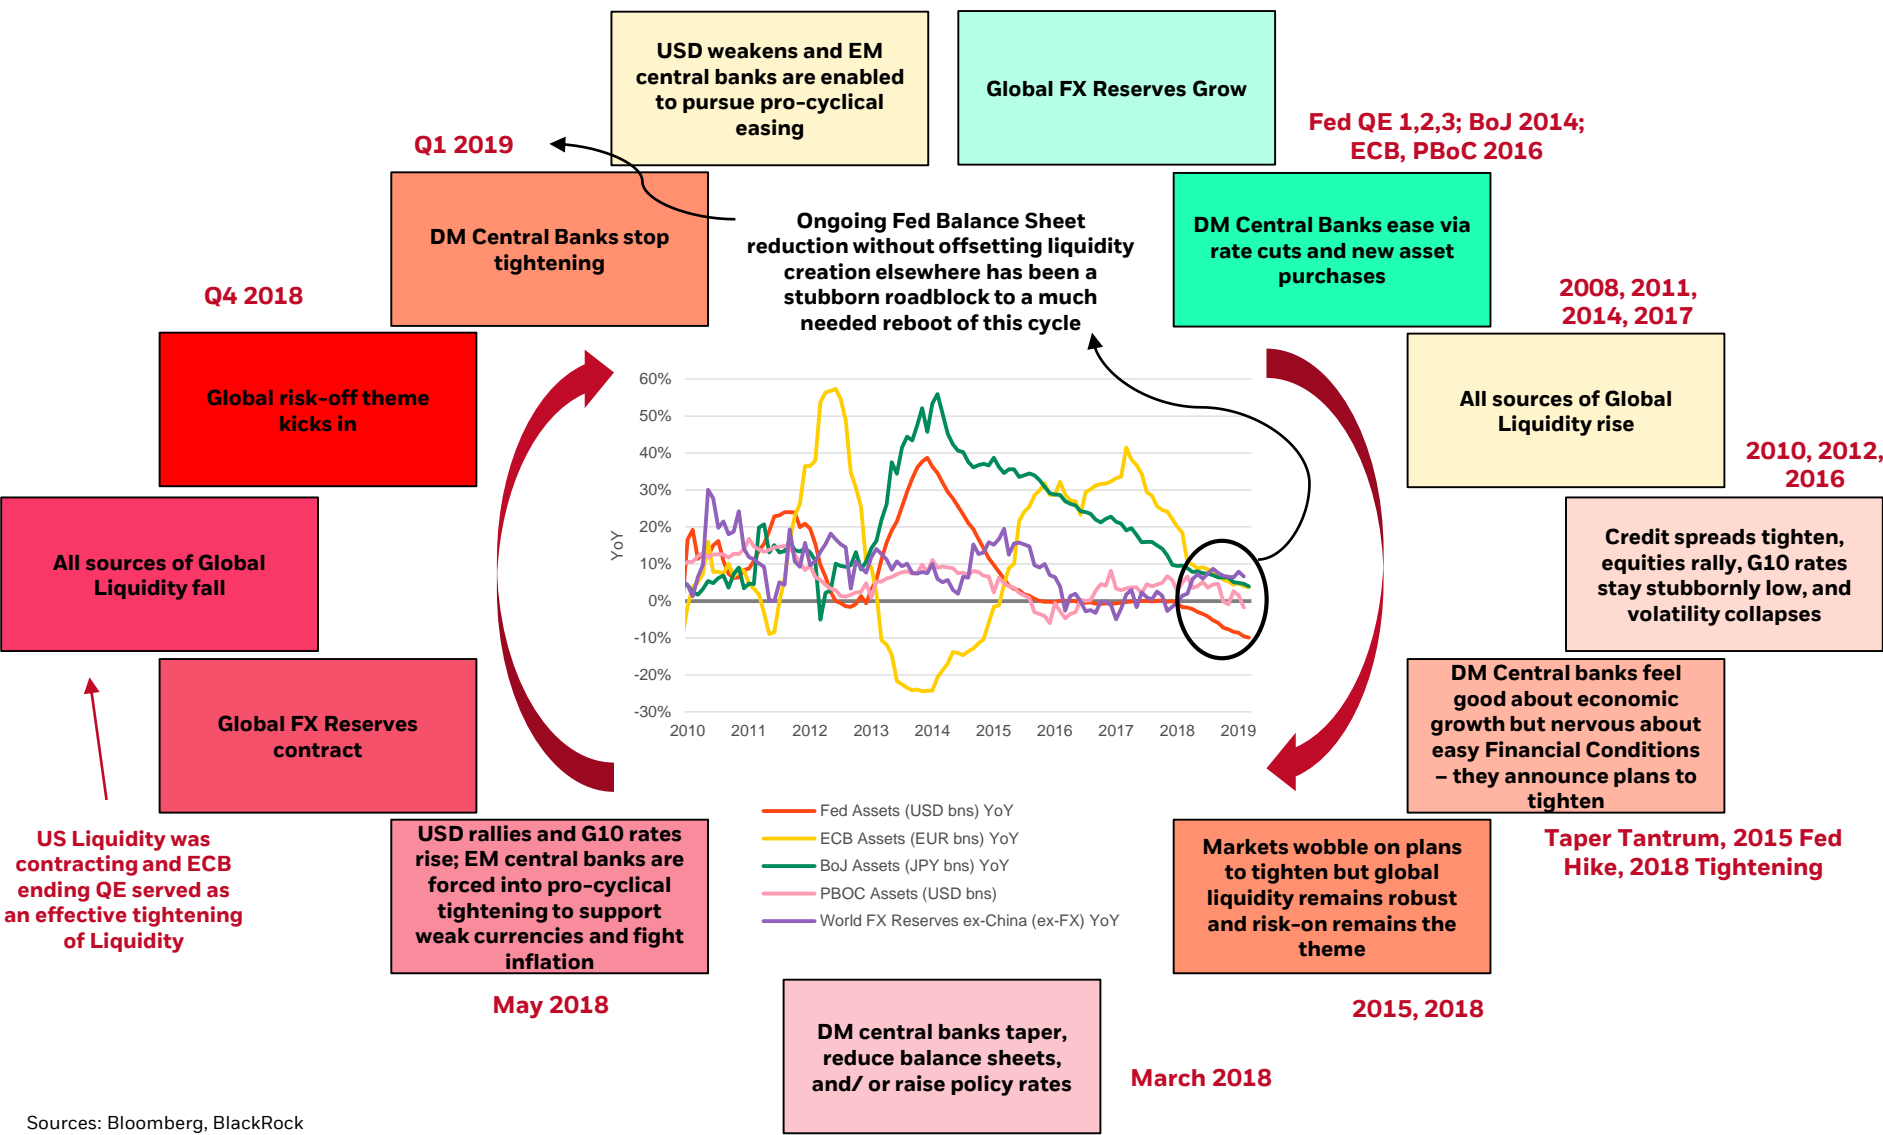 USD weakens and EM
central banks are enabled
to pursue pro-cyclical
easing
Global FX Reserves Grow
Fed QE 1,2,3; BoJ 2014;
ECB, PBoC 2016
DM Central Banks ease via
rate cuts and new asset
purchases
2008, 2011,
2014, 2017
All sources of Global
Liquidity rise
2010, 2012,
2016
Credit spreads tighten,
equities rally, G10 rates
stay stubbornly low, and
volatility collapses
DM Central banks feel
good about economic
growth but nervous about
easy Financial Conditions
– they announce plans to
tighten
Taper Tantrum, 2015 Fed
Hike, 2018 Tightening
Markets wobble on plans
to tighten but global
liquidity remains robust
and risk-on remains the
theme
2015, 2018
DM central banks taper,
reduce balance sheets,
and/ or raise policy rates
March 2018
USD rallies and G10 rates
rise; EM central banks are
forced into pro-cyclical
tightening to support
weak currencies and fight
inflation
May 2018
Global FX Reserves
contract
All sources of Global
Liquidity fall
US Liquidity was
contracting and ECB
ending QE served as
an effective tightening
of Liquidity
Global risk-off theme
kicks in
Q4 2018
DM Central Banks stop
tightening
Q1 2019
Ongoing Fed Balance Sheet
reduction without offsetting liquidity
creation elsewhere has been a
stubborn roadblock to a much
needed reboot of this cycle
YoY
60%
50%
40%
30%
20%
10%
0%
-10%
-20%
-30%
2010 2011 2012 2013 2014 2015 2016 2017 2018 2019
Fed Assets (USD bns) YoY
ECB Assets (EUR bns) YoY
BoJ Assets (JPY bns) YoY
PBOC Assets (USD bns)
World FX Reserves ex-China (ex-FX) YoY
Sources: Bloomberg, BlackRock